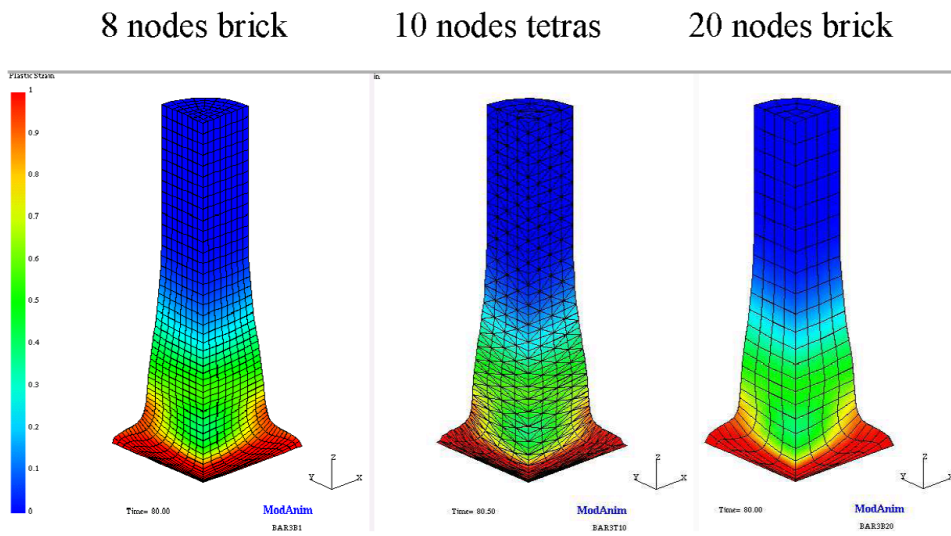 8 nodes brick
10 nodes tetras
20 nodes brick
Plastic Strain
in
1
0.9
0.8
0.7
0.6
0.5
0.4
0.3
0.2
0.1
0
Z
Y X
Time= 80.00
ModAnim
BAR3B1
Z
Y X
Time= 80.50
ModAnim
BAR3T10
Z
Y X
Time= 80.00
ModAnim
BAR3B20